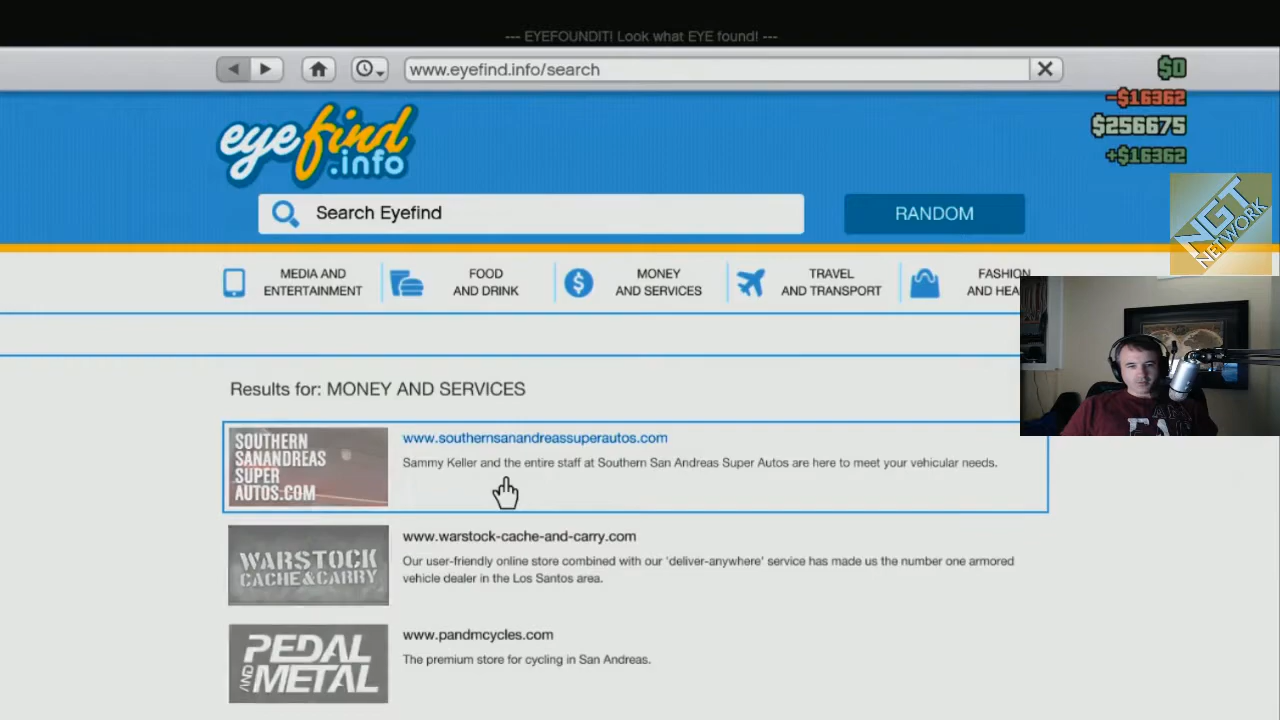 --- EYEFOUNDIT! Look what EYE found! ---
www.eyefind.info/search
$0
-$16362
$256675
+$16362
eyefind
.info
NGT
NETWORK
Search Eyefind
RANDOM
MEDIA AND
ENTERTAINMENT
FOOD
AND DRINK
MONEY
AND SERVICES
TRAVEL
AND TRANSPORT
FASHION
AND HEA
Results for: MONEY AND SERVICES
SOUTHERN
SANANDREAS
SUPER
AUTOS.COM
www.southernsanandreassuperautos.com
Sammy Keller and the entire staff at Southern San Andreas Super Autos are here to meet your vehicular needs.
WARSTOCK
CACHE&CARRY
www.warstock-cache-and-carry.com
Our user-friendly online store combined with our 'deliver-anywhere' service has made us the number one armored
vehicle dealer in the Los Santos area.
PEDAL
AND METAL
www.pandmcycles.com
The premium store for cycling in San Andreas.